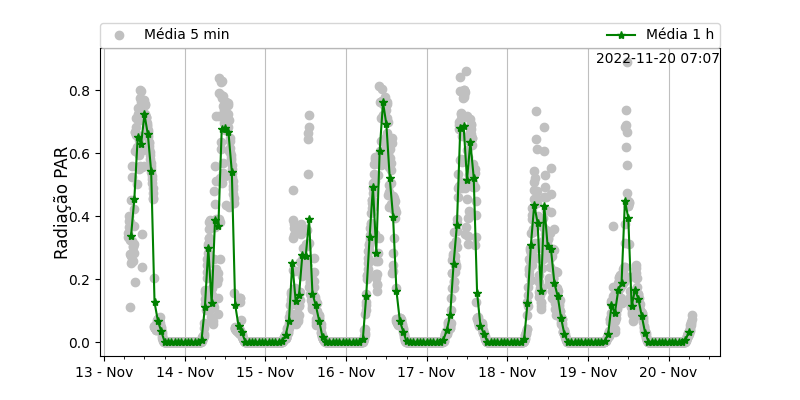 Média 5 min
Média 1 h
2022-11-20 07:07
Radiação PAR
0.8
0.6
0.4
0.2
0.0
13 - Nov
14 - Nov
15 - Nov
16 - Nov
17 - Nov
18 - Nov
19 - Nov
20 - Nov